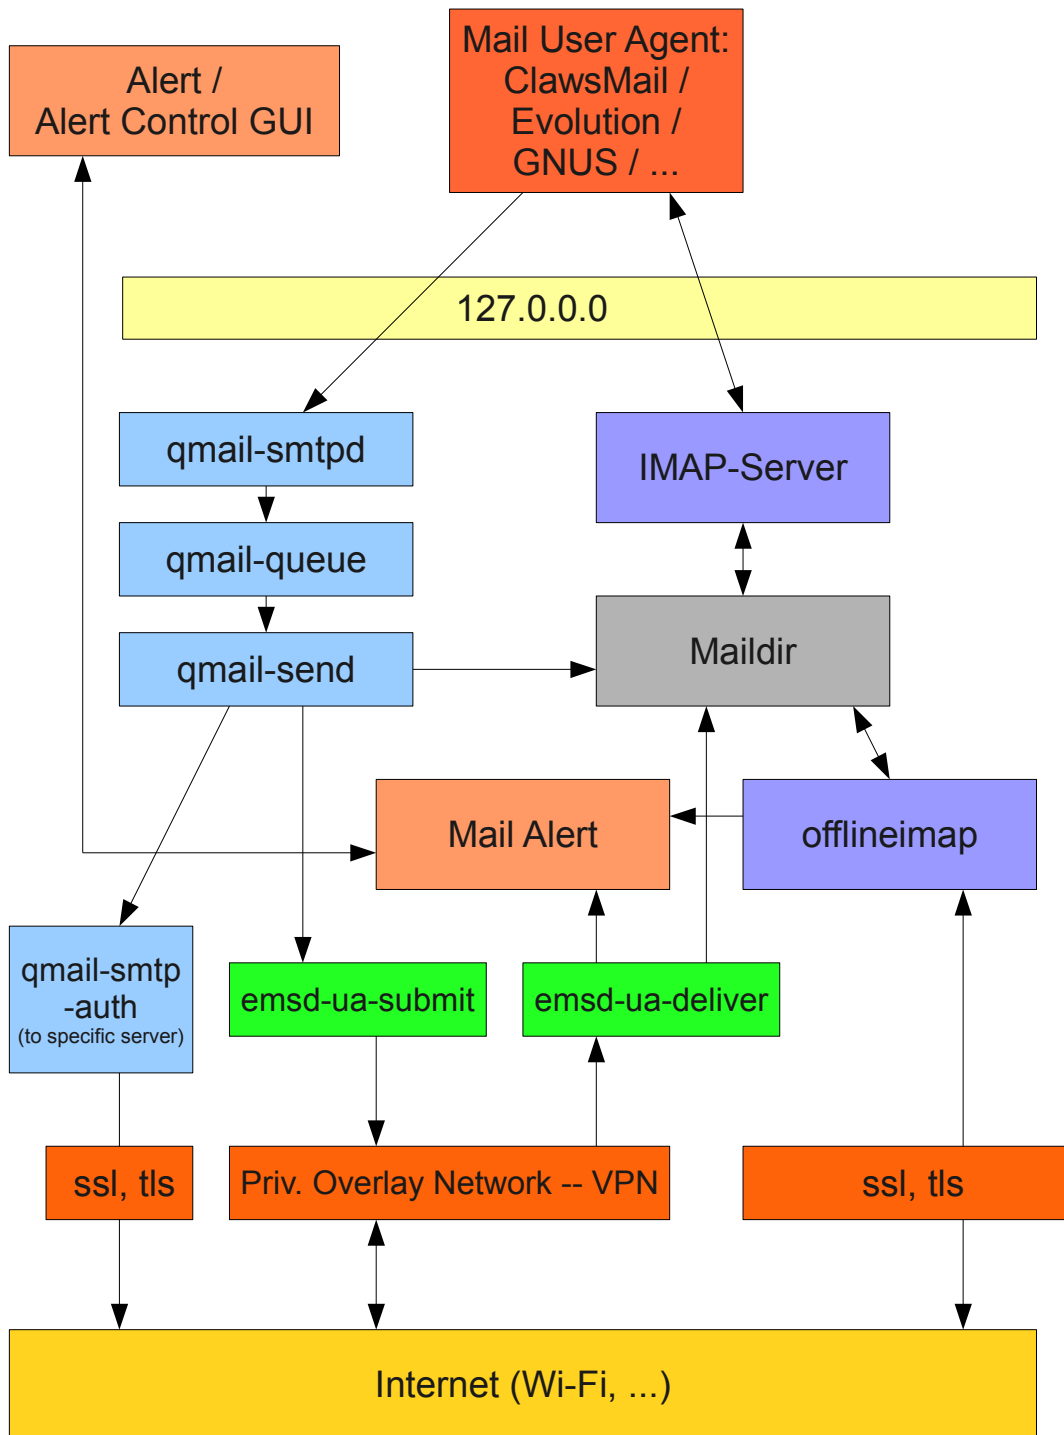 Alert /
Alert Control GUI
Mail User Agent:
ClawsMail /
Evolution /
GNUS / ...
127.0.0.0
qmail-smtpd
IMAP-Server
qmail-queue
qmail-send
Maildir
Mail Alert
offlineimap
qmail-smtp
-auth
(to specific server)
emsd-ua-submit
emsd-ua-deliver
ssl, tls
Priv. Overlay Network -- VPN
ssl, tls
Internet (Wi-Fi, ...)